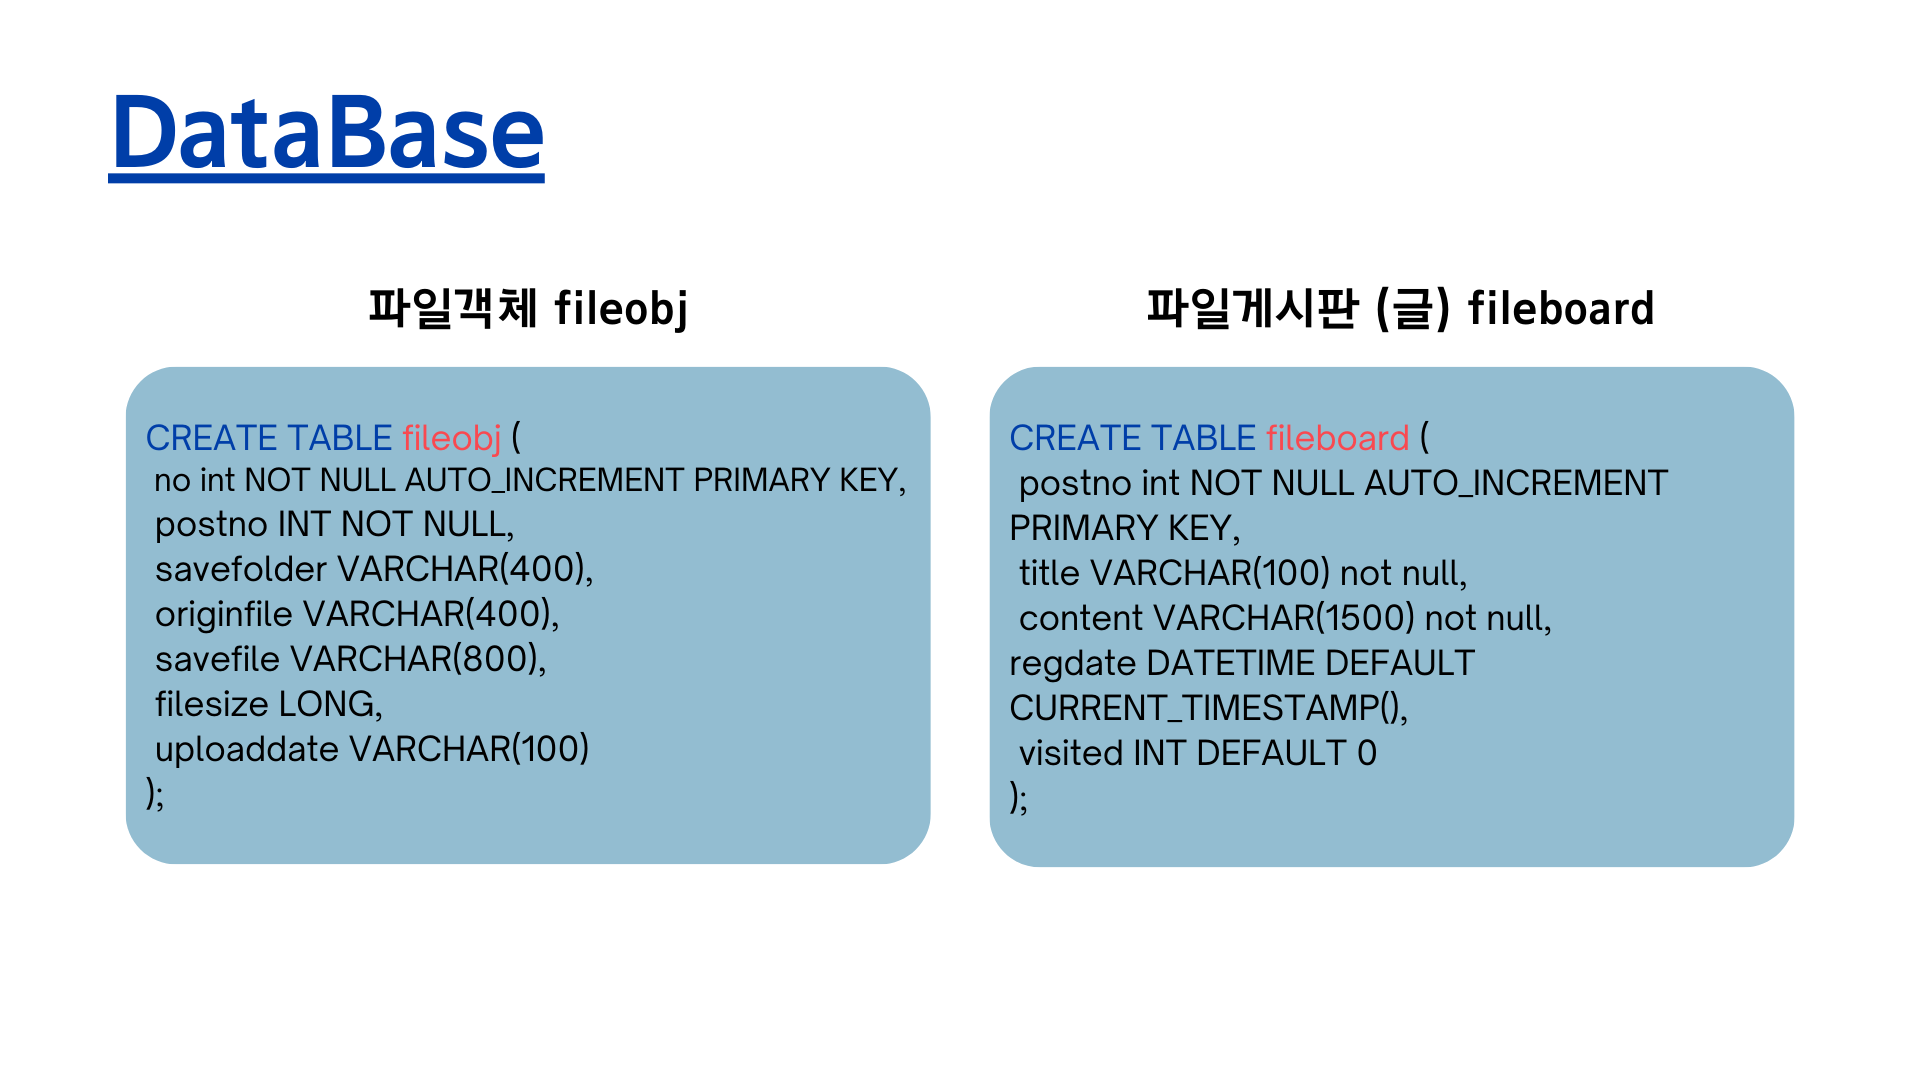 DataBase
파일객체 fileobj
CREATE TABLE fileobj (
no int NOT NULL AUTO_INCREMENT PRIMARY KEY,
postno INT NOT NULL,
savefolder VARCHAR(400),
originfile VARCHAR(400),
savefile VARCHAR(800),
filesize LONG,
uploaddate VARCHAR(100)
);
파일게시판 (글) fileboard
CREATE TABLE fileboard (
postno int NOT NULL AUTO_INCREMENT
PRIMARY KEY,
title VARCHAR(100) not null,
content VARCHAR(1500) not null,
regdate DATETIME DEFAULT
CURRENT_TIMESTAMP(),
visited INT DEFAULT 0
);